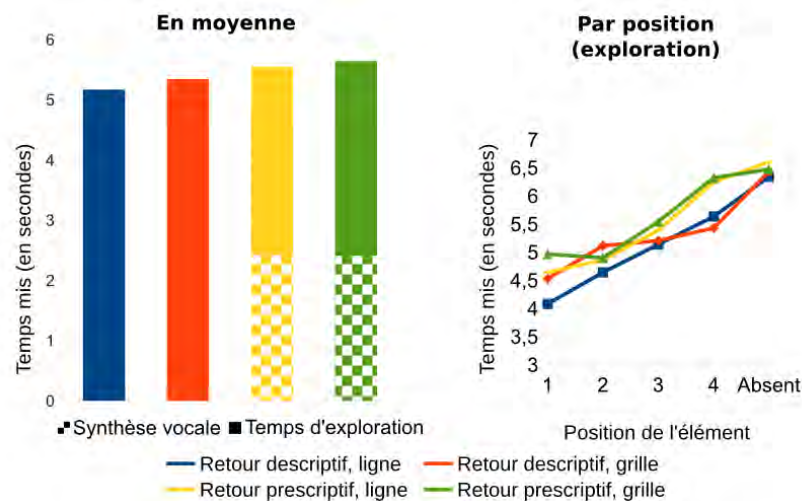 En moyenne
6
5
4
3
2
1
0
Temps mis (en secondes)
Par position
(exploration)
7
6,5
6
5,5
5
4,5
4
3,5
3
Temps mis (en secondes)
1 2 3 4 Absent
Position de l'élément
Synthèse vocale Temps d'exploration
Retour descriptif, ligne Retour descriptif, grille
Retour prescriptif, ligne Retour prescriptif, grille